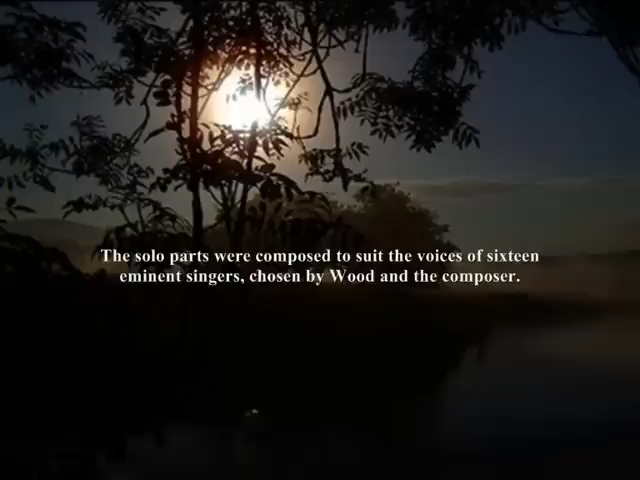 The solo parts were composed to suit the voices of sixteen
eminent singers, chosen by Wood and the composer.